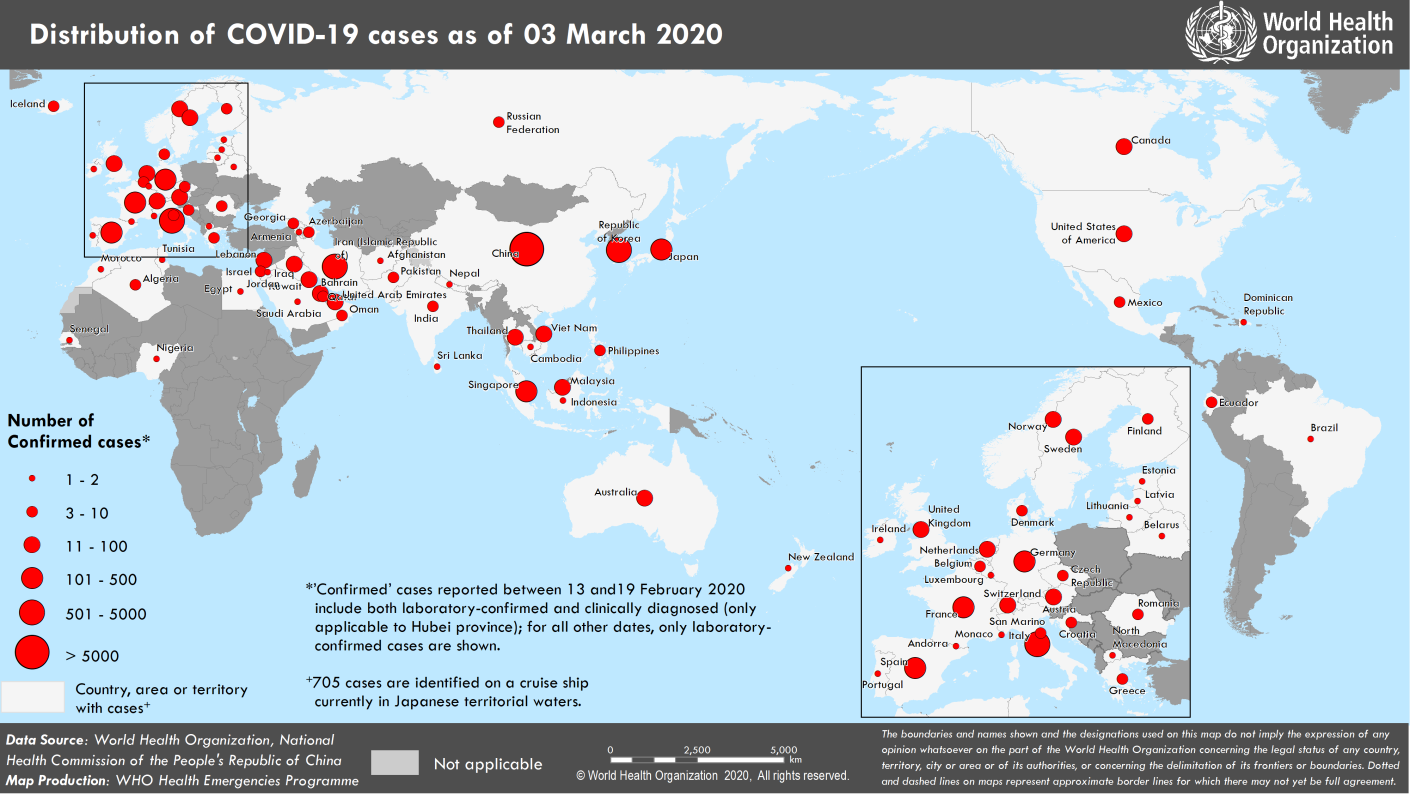 Distribution of COVID-19 cases as of 03 March 2020
World Health
Organization
Iceland
Russian
Federation
Canada
Georgia
Azerbaijan
Armenia
Iran (Islamic Republic
of)
Afghanistan
China
Republic
of Korea
Japan
United States
of America
Tunisia
Morocco
Lebanon
Algeria
Israel
Iraq
Pakistan
Nepal
Egypt
Jordan
Kuwait
Bahrain
Qatar
United Arab Emirates
Saudi Arabia
Oman
India
Mexico
Dominican
Republic
Senegal
Nigeria
Thailand
Viet Nam
Cambodia
Philippines
Sri Lanka
Singapore
Malaysia
Indonesia
Ecuador
Brazil
Australia
New Zealand
Norway
Sweden
Finland
Estonia
Latvia
Lithuania
Belarus
United
Kingdom
Ireland
Denmark
Netherlands
Belgium
Luxembourg
Germany
Czech
Republic
Switzerland
Austria
France
San Marino
Romania
Monaco
Italy
Croatia
North
Macedonia
Andorra
Spain
Portugal
Greece
Number of
Confirmed cases*
1 - 2
3 - 10
11 - 100
101 - 500
501 - 5000
> 5000
Country, area or territory
with cases+
*'Confirmed' cases reported between 13 and19 February 2020
include both laboratory-confirmed and clinically diagnosed (only
applicable to Hubei province); for all other dates, only laboratory-
confirmed cases are shown.
+705 cases are identified on a cruise ship
currently in Japanese territorial waters.
Data Source: World Health Organization, National
Health Commission of the People's Republic of China
Map Production: WHO Health Emergencies Programme
Not applicable
0 2,500 5,000
km
© World Health Organization 2020, All rights reserved.
The boundaries and names shown and the designations used on this map do not imply the expression of any
opinion whatsoever on the part of the World Health Organization concerning the legal status of any country,
territory, city or area or of its authorities, or concerning the delimitation of its frontiers or boundaries. Dotted
and dashed lines on maps represent approximate border lines for which there may not yet be full agreement.